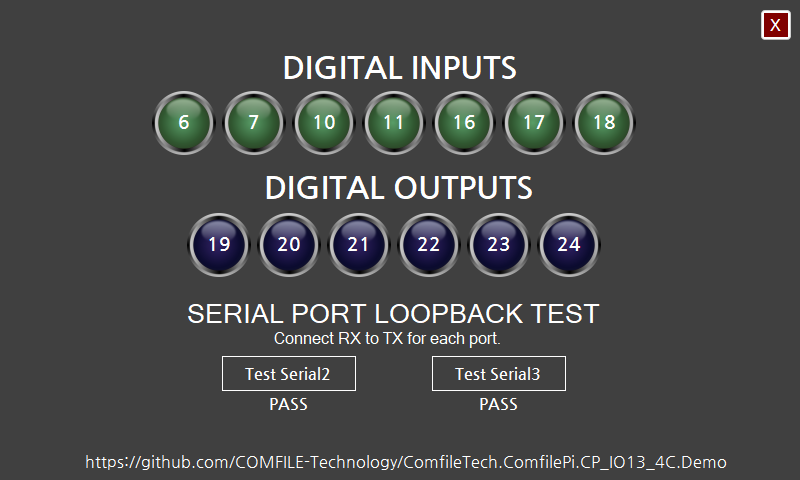 X
DIGITAL INPUTS
6 7 10 11 16 17 18
DIGITAL OUTPUTS
19 20 21 22 23 24
SERIAL PORT LOOPBACK TEST
Connect RX to TX for each port.
Test Serial2 Test Serial3
PASS PASS
https://github.com/COMFILE-Technology/ComfileTech.ComfilePi.CP_IO13_4C.Demo